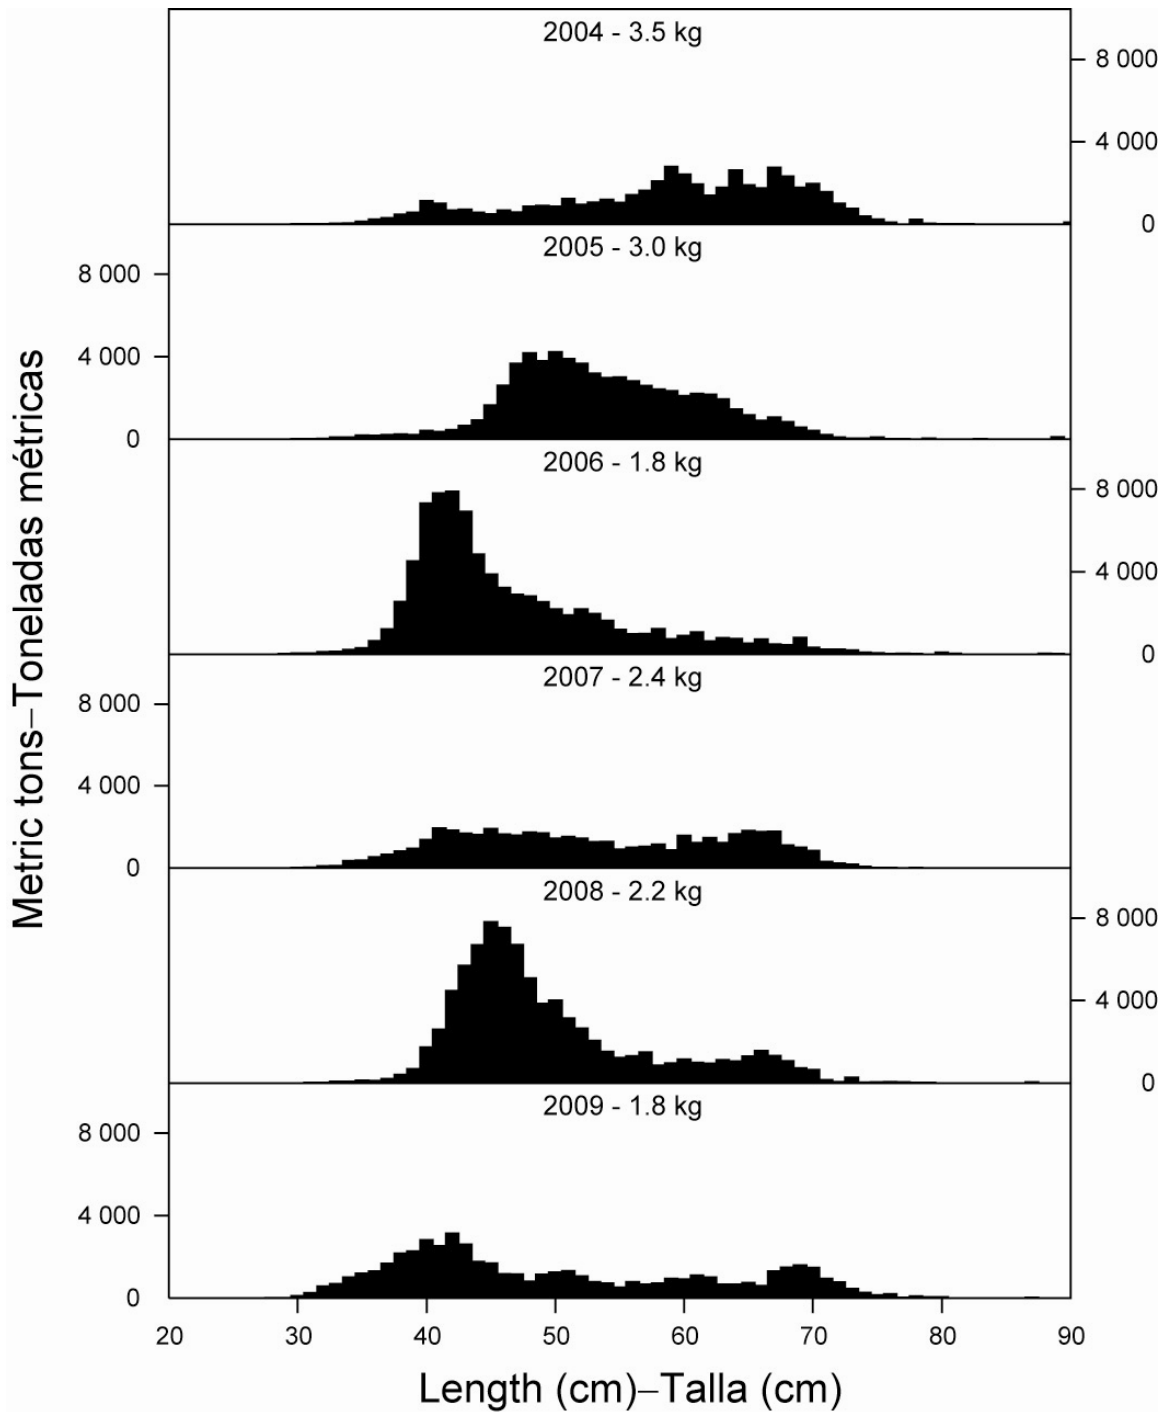 2004 - 3.5 kg
8 000
4 000
0
2005 - 3.0 kg
8 000
4 000
0
2006 - 1.8 kg
8 000
4 000
0
2007 - 2.4 kg
8 000
4 000
0
2008 - 2.2 kg
8 000
4 000
0
2009 - 1.8 kg
8 000
4 000
0
20 30 40 50 60 70 80 90
Length (cm)–Talla (cm)
Metric tons–Toneladas métricas